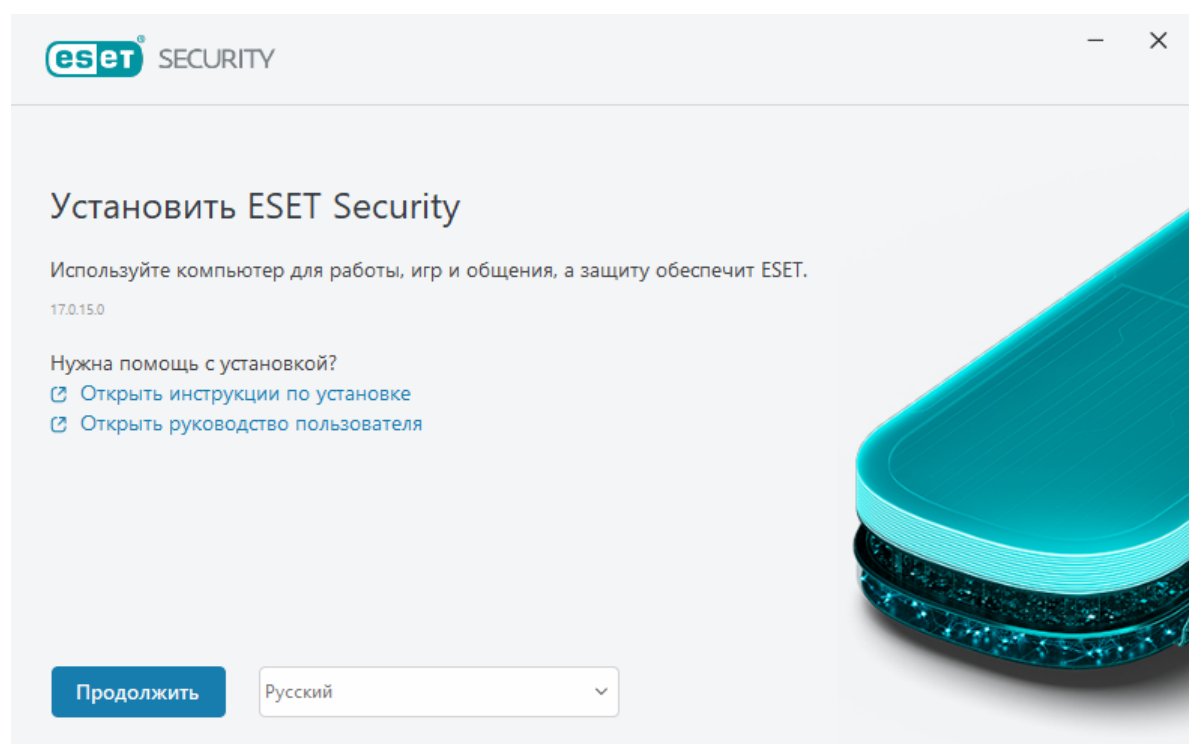 eset® SECURITY
Установить ESET Security
Используйте компьютер для работы, игр и общения, а защиту обеспечит ESET.
17.0.15.0
Нужна помощь с установкой?
Открыть инструкции по установке
Открыть руководство пользователя
Продолжить
Русский